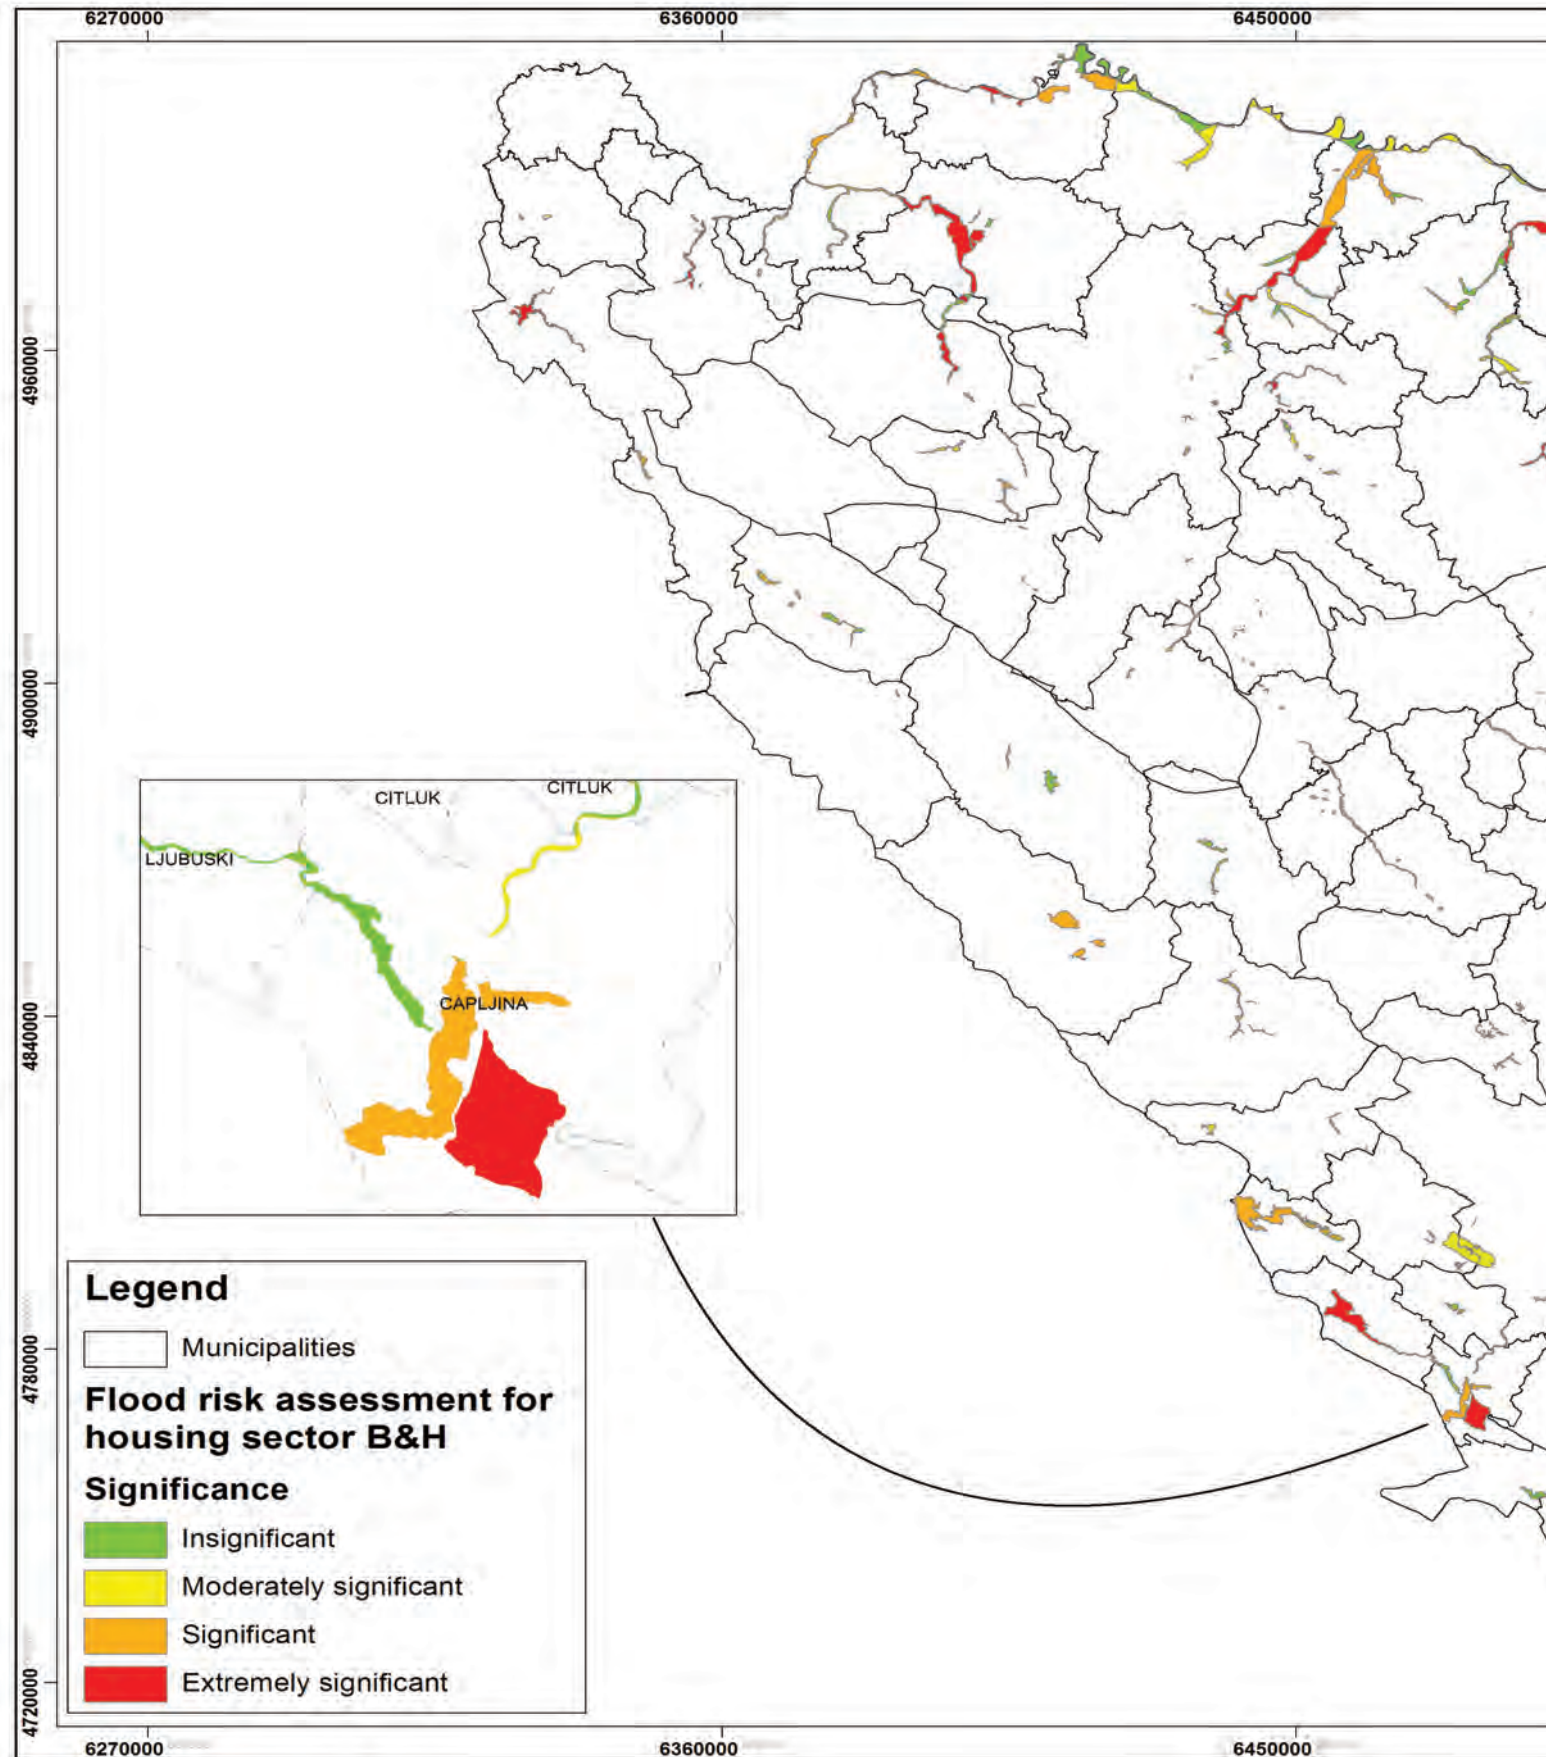 6270000
6360000
6450000
4960000
4900000
4840000
4780000
4720000
CITLUK
CITLUK
LJUBUSKI
CAPLJINA
Legend
Municipalities
Flood risk assessment for
housing sector B&H
Significance
Insignificant
Moderately significant
Significant
Extremely significant
6270000
6360000
6450000